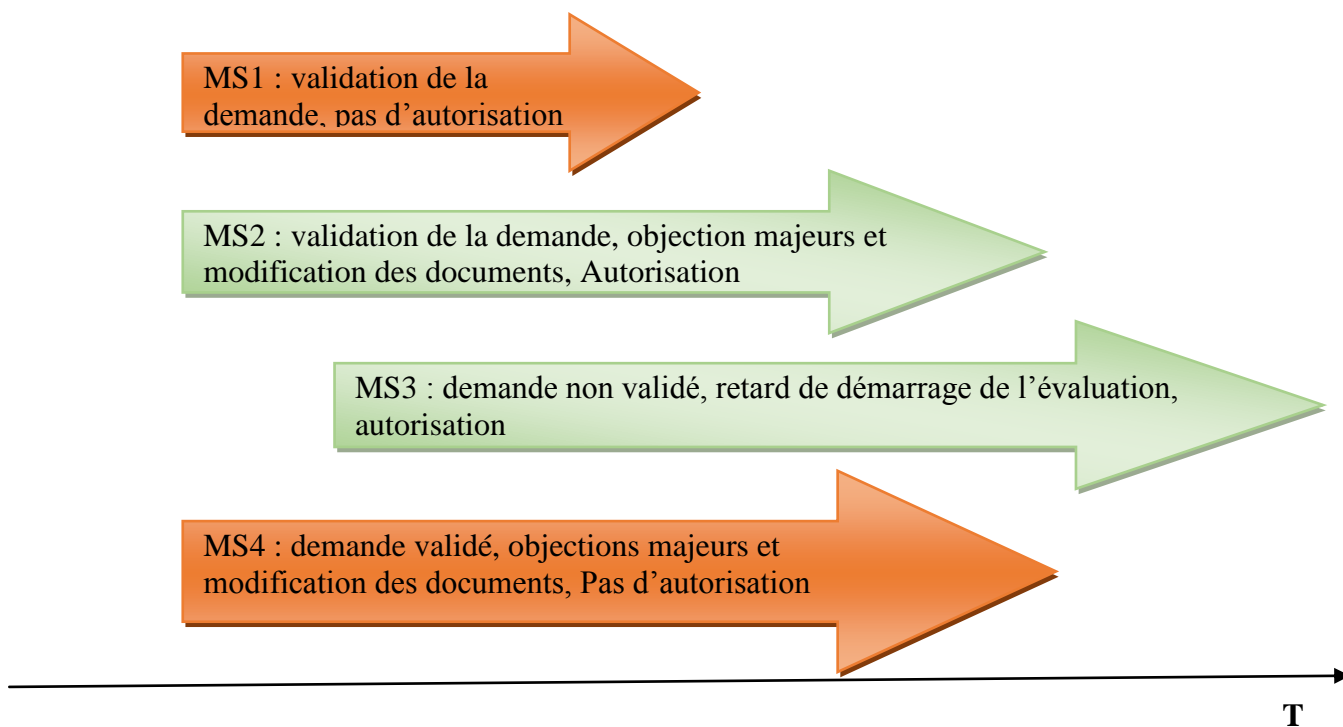 MS1 : validation de la
demande, pas d’autorisation
MS2 : validation de la demande, objection majeurs et
modification des documents, Autorisation
MS3 : demande non validé, retard de démarrage de l’évaluation,
autorisation
MS4 : demande validé, objections majeurs et
modification des documents, Pas d’autorisation
T